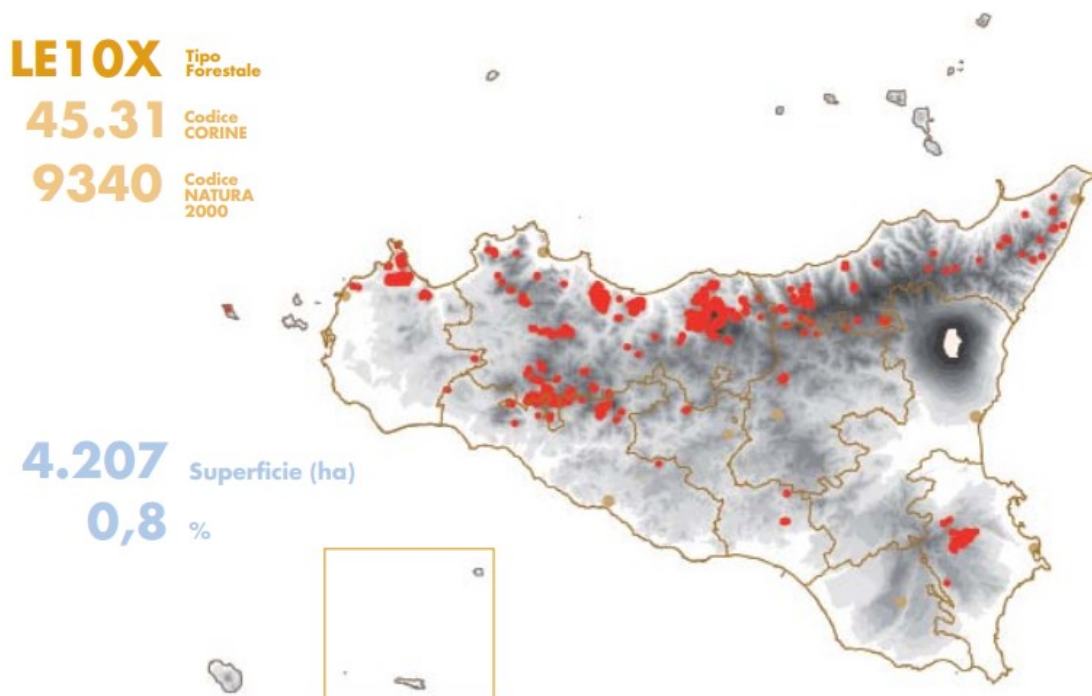 LE10X Tipo
Forestale
45.31 Codice
CORINE
9340 Codice
NATURA
2000
4.207 Superficie (ha)
0,8 %